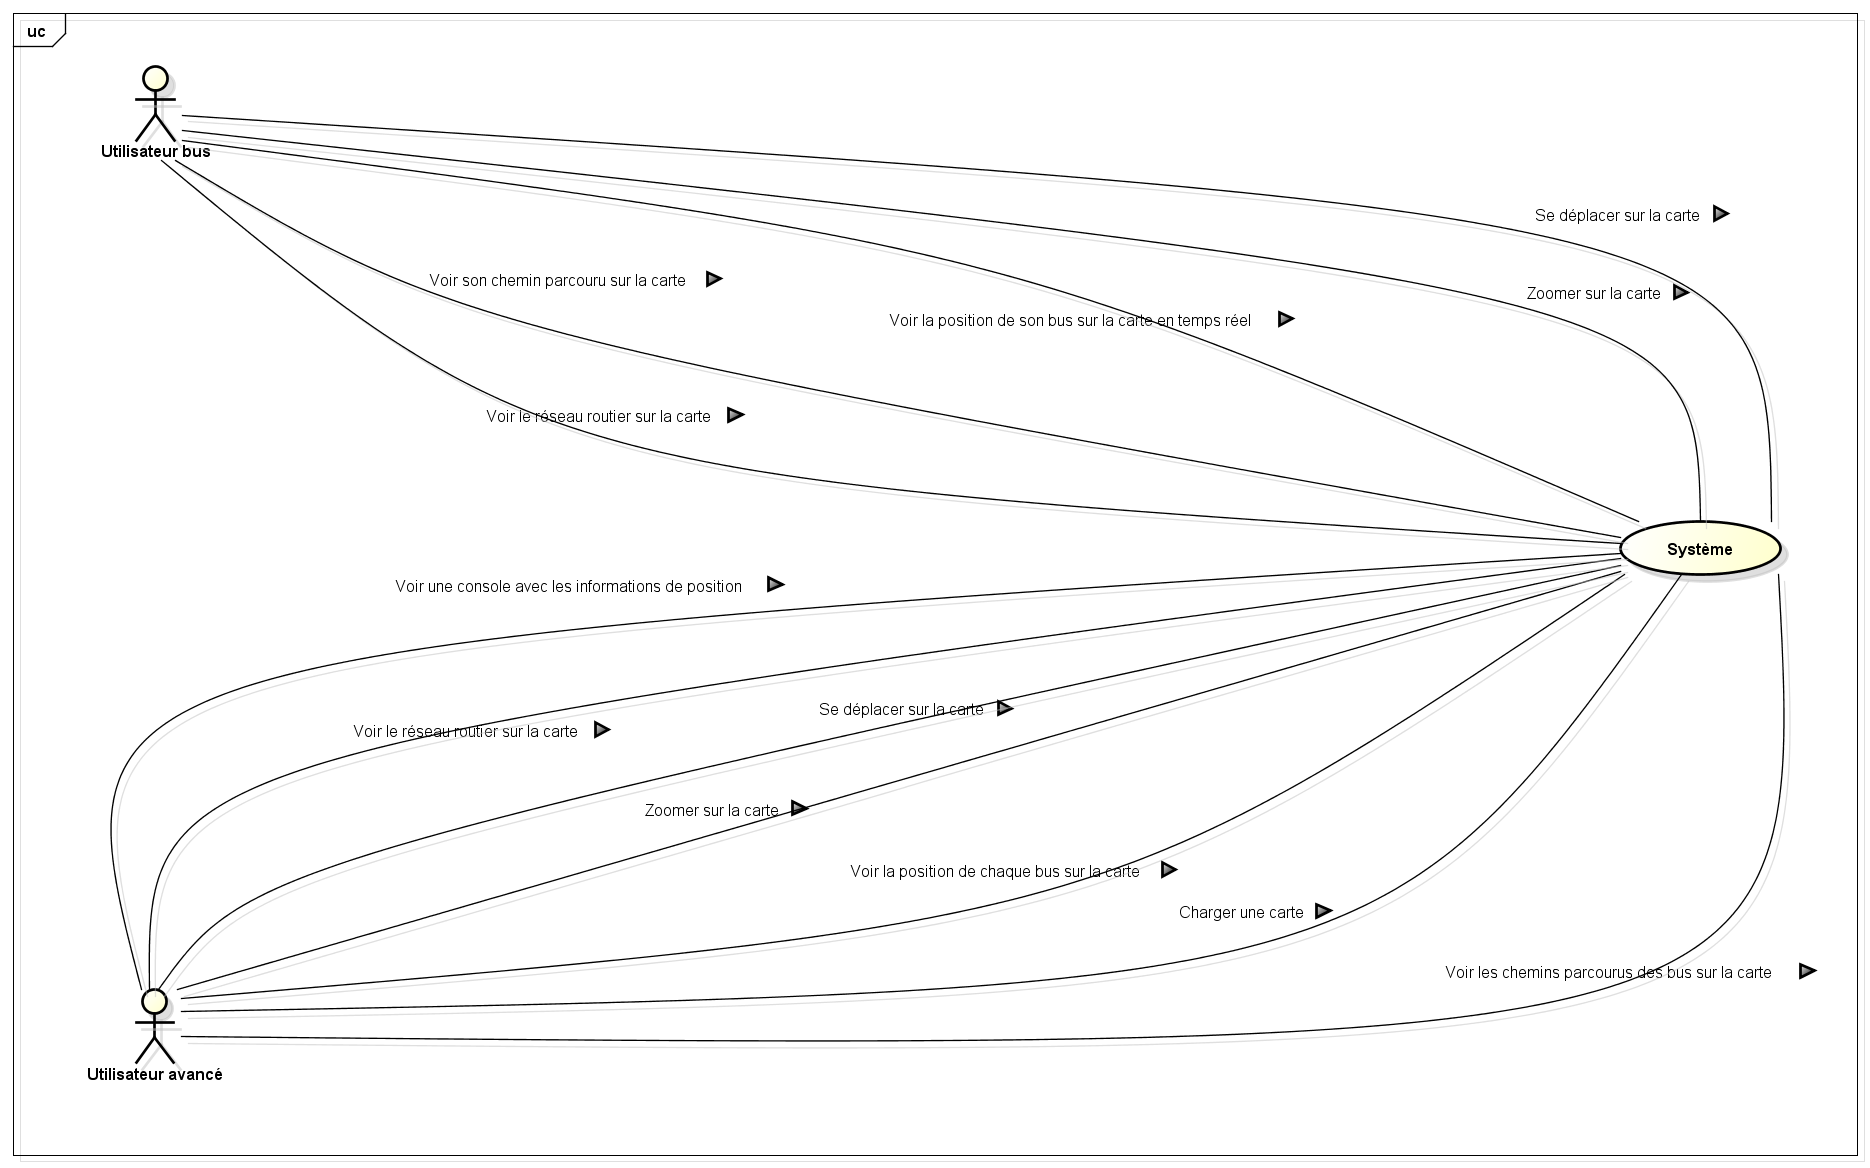 uc
Utilisateur bus
Se déplacer sur la carte
Voir son chemin parcouru sur la carte
Zoomer sur la carte
Voir la position de son bus sur la carte en temps réel
Voir le réseau routier sur la carte
Système
Voir une console avec les informations de position
Se déplacer sur la carte
Voir le réseau routier sur la carte
Zoomer sur la carte
Voir la position de chaque bus sur la carte
Charger une carte
Voir les chemins parcourus des bus sur la carte
Utilisateur avancé